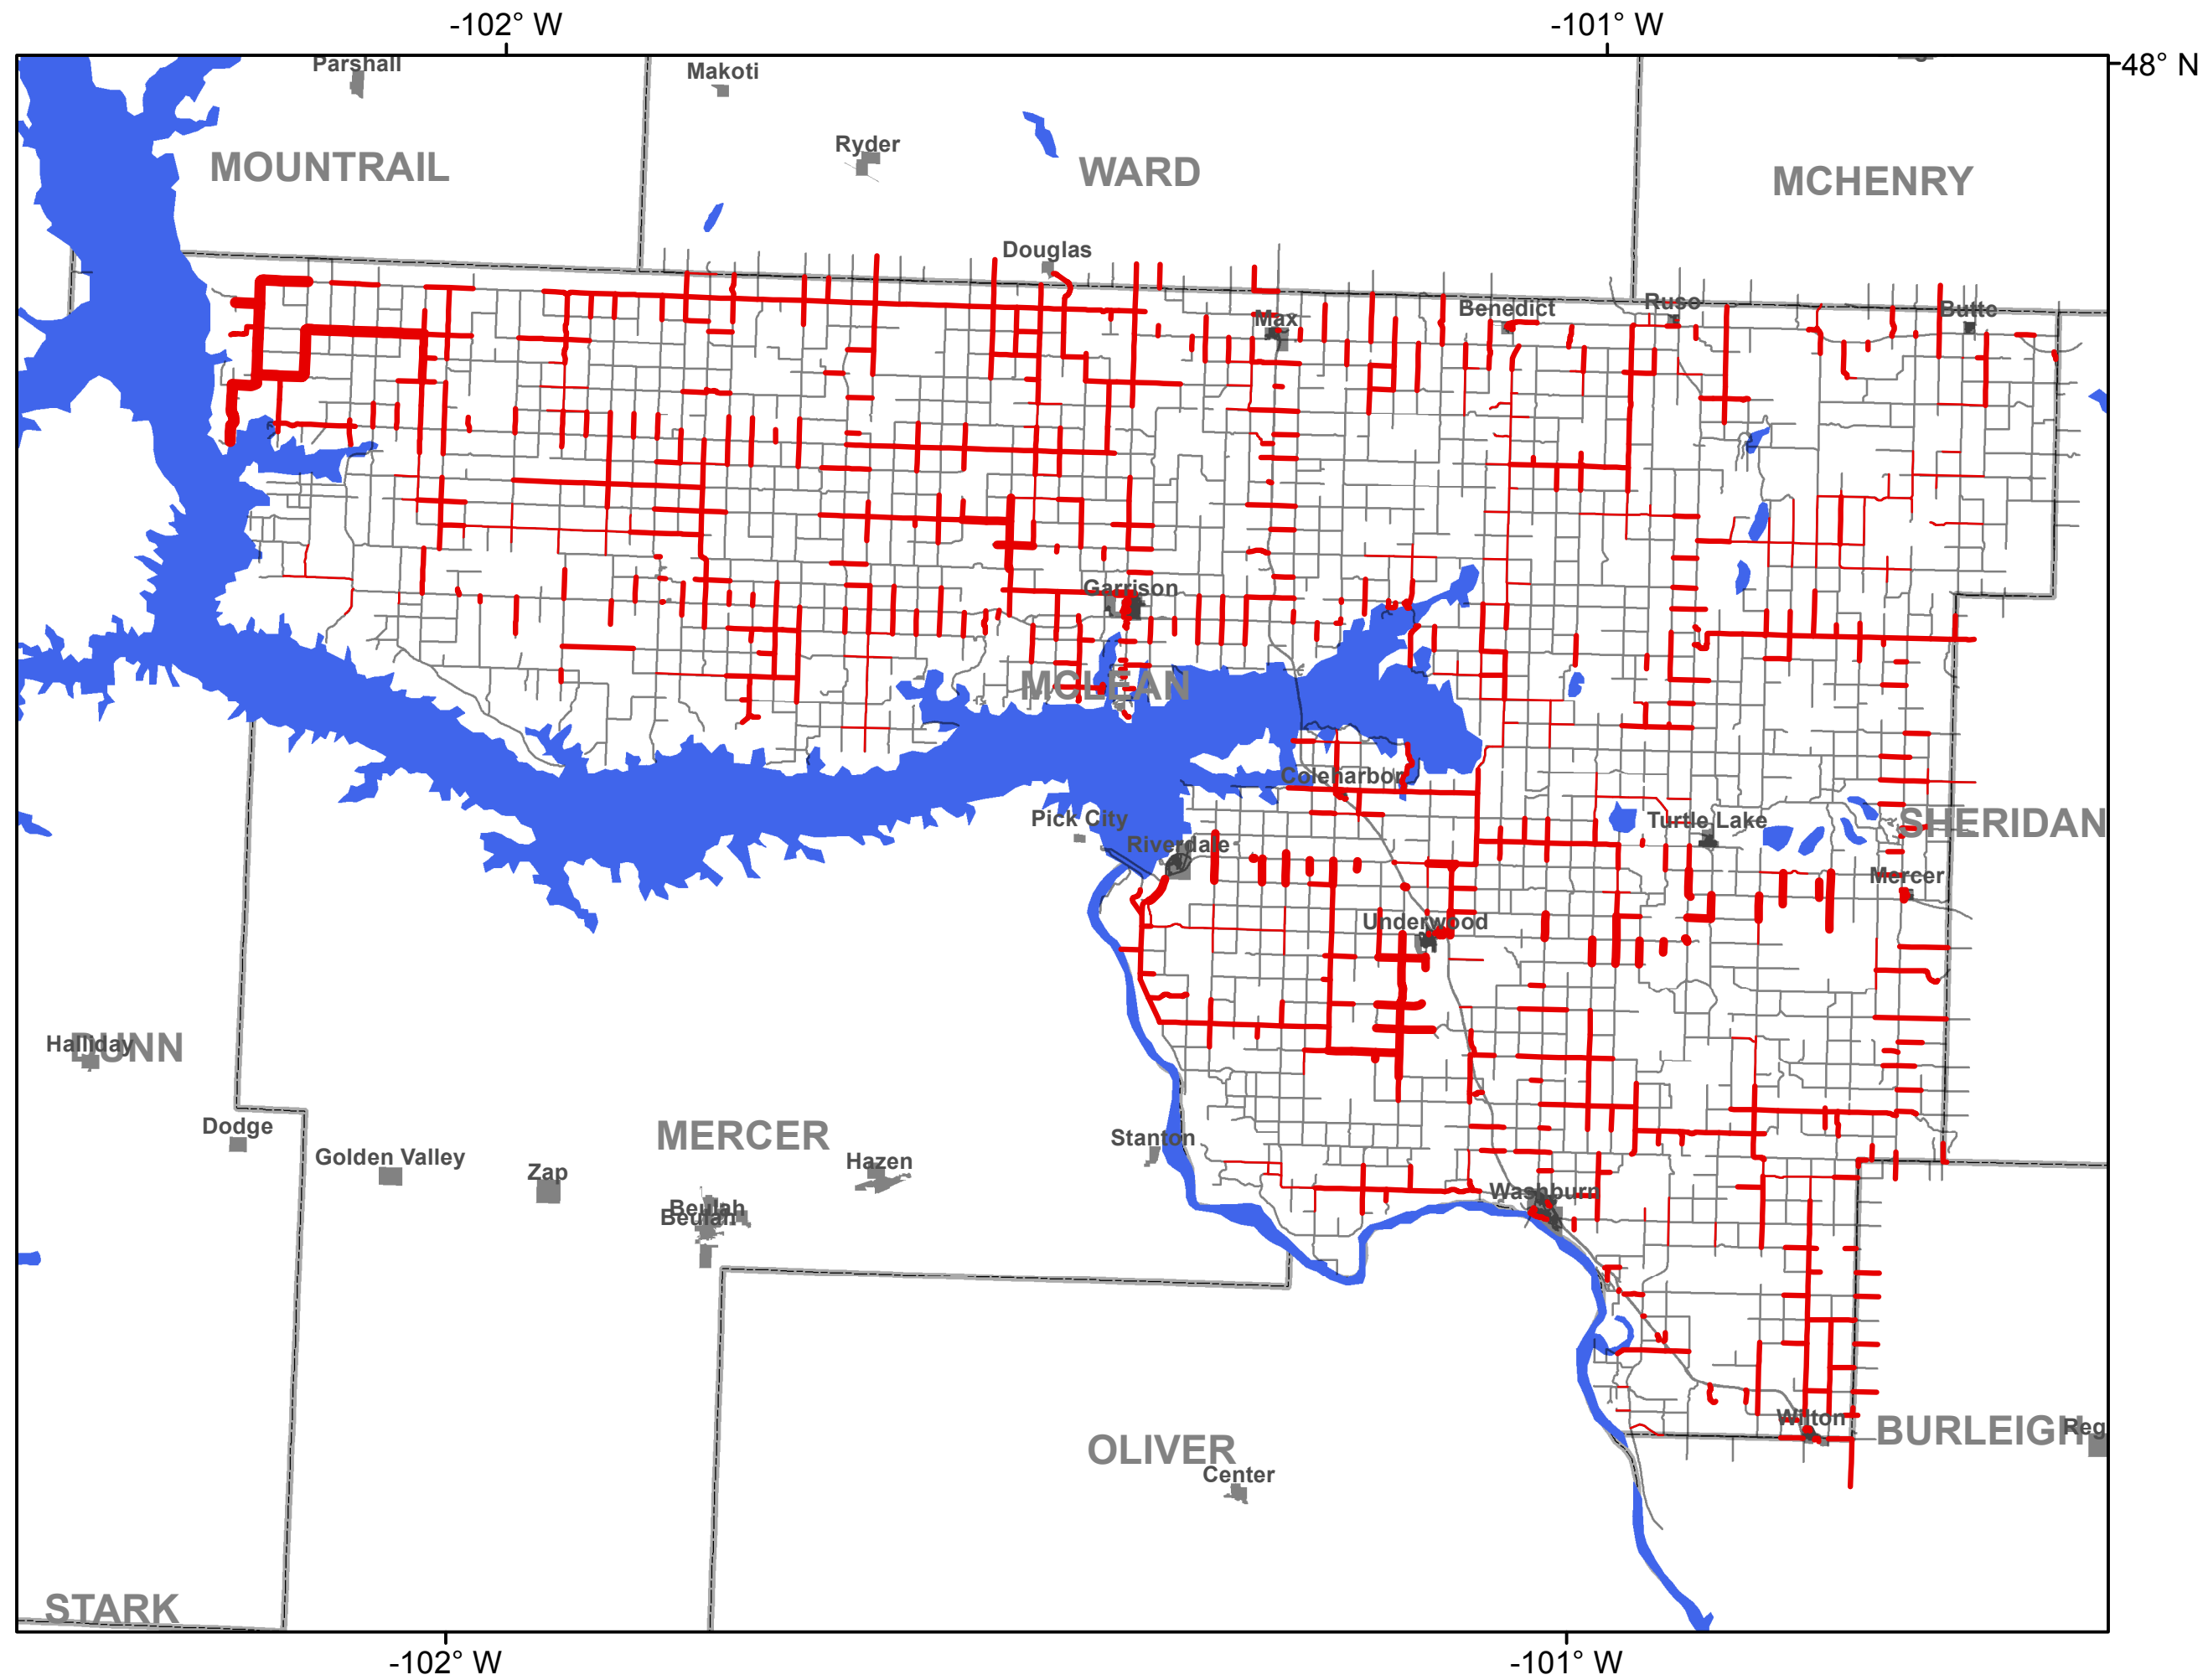 -102° W
-101° W
48° N
Parshall
Makoti
Ryder
MOUNTRAIL
WARD
MCHENRY
Douglas
Max
Benedict
Ruso
Butte
Garrison
MCLEAN
Coleharbor
Pick City
Riverdale
Turtle Lake
SHERIDAN
Mercer
Underwood
Halliday
DUNN
Dodge
Golden Valley
Zap
MERCER
Hazen
Stanton
Beulah
Beulah
Washburn
Wilton
BURLEIGH
Reg
OLIVER
Center
STARK
-102° W
-101° W